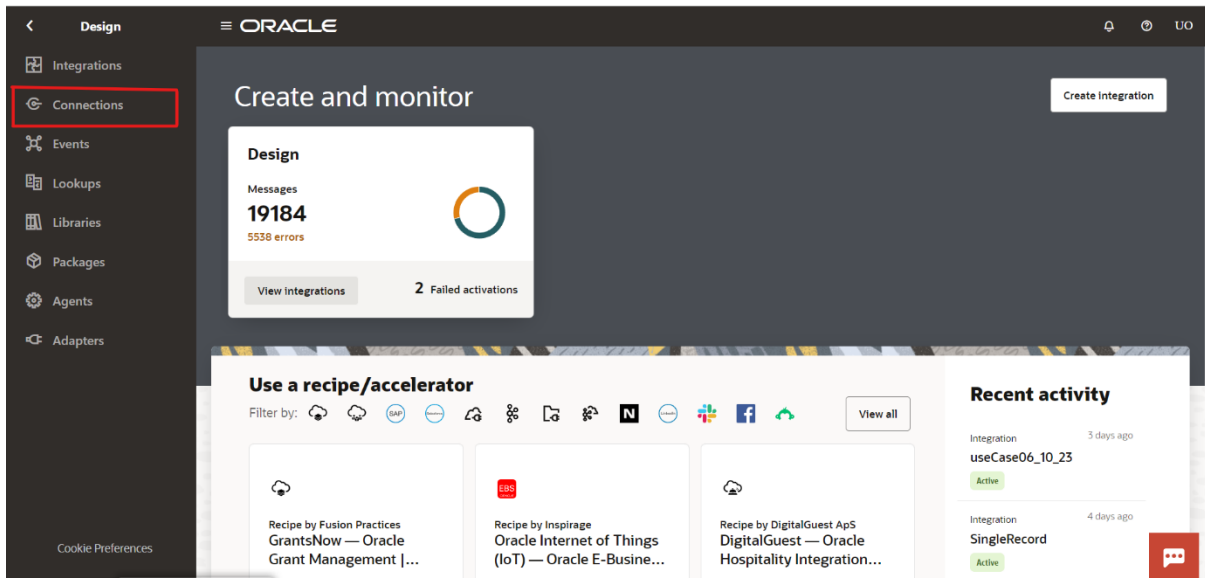 Design
ORACLE
UO
Integrations
Connections
Events
Lookups
Libraries
Packages
Agents
Adapters
Cookie Preferences
Create and monitor
Create integration
Design
Messages
19184
5538 errors
View integrations
2 Failed activations
Use a recipe/accelerator
Filter by:
SAP
N
View all
Recipe by Fusion Practices
GrantsNow — Oracle
Grant Management |...
EBS
Recipe by Inspirage
Oracle Internet of Things
(IoT) — Oracle E-Busine...
Recipe by DigitalGuest ApS
DigitalGuest — Oracle
Hospitality Integration...
Recent activity
Integration 3 days ago
useCase06_10_23
Active
Integration 4 days ago
SingleRecord
Active